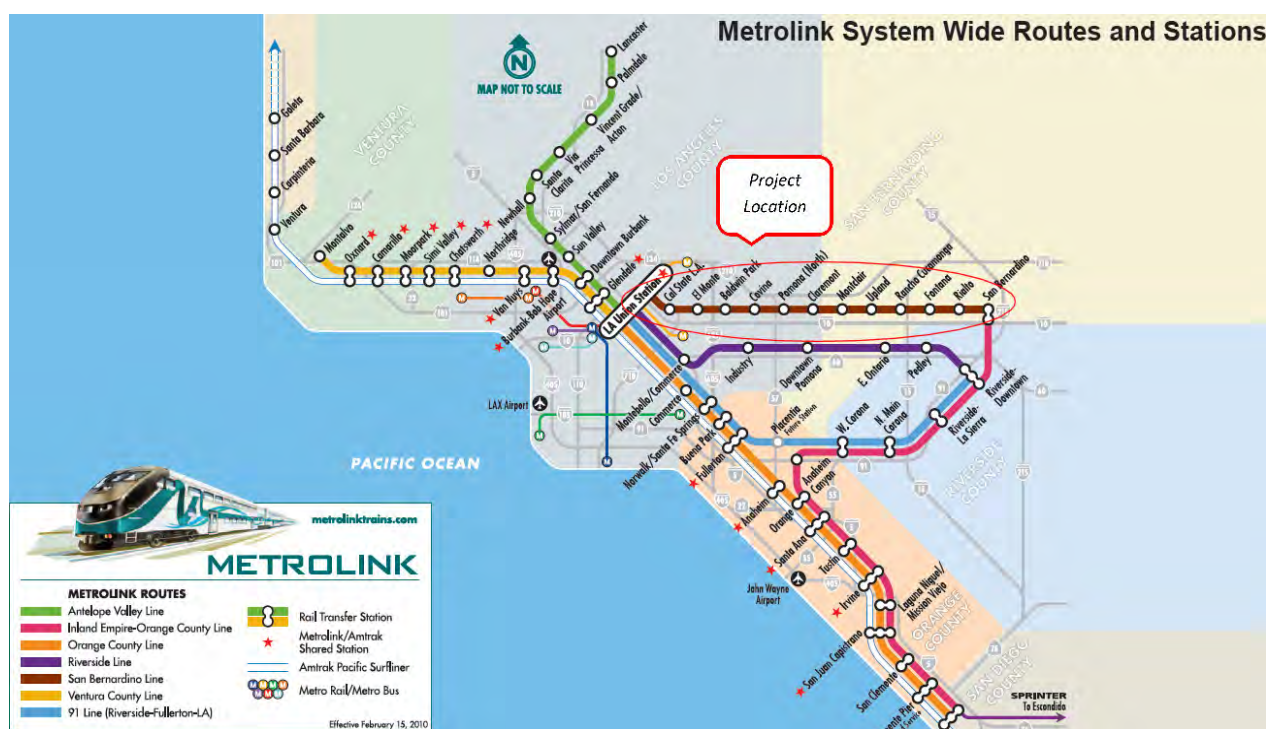 Metrolink System Wide Routes and Stations
N
MAP NOT TO SCALE
Lancaster
Palmdale
Vincent Grade/
Acton
Via
Princessa
Santa
Clarita
Newhall
Sylmar/San Fernando
Sun Valley
Downtown Burbank
Glendale
LA Union Station
VENTURA
COUNTY
LOS ANGELES
COUNTY
SAN BERNARDINO
COUNTY
Project
Location
Goleta
Santa Barbara
Carpinteria
Ventura
Montalvo
Oxnard
Camarillo
Moorpark
Simi Valley
Chatsworth
Northridge
Van Nuys
Burbank-Bob Hope
Airport
Cal State L.A.
El Monte
Baldwin Park
Covina
Pomona (North)
Claremont
Montclair
Upland
Rancho Cucamonga
Fontana
Rialto
San Bernardino
Montebello/Commerce
Industry
Downtown
Pomona
E. Ontario
Pedley
Riverside-
Downtown
Riverside-
La Sierra
N. Main
Corona
W. Corona
Placentia
Future Station
Anaheim
Canyon
Commerce
Norwalk/Santa Fe Springs
Buena Park
Fullerton
Anaheim
Orange
Santa Ana
Tustin
Irvine
Laguna Niguel/
Mission Viejo
San Juan Capistrano
San Clemente
LAX Airport
John Wayne
Airport
RIVERSIDE
COUNTY
ORANGE
COUNTY
SAN DIEGO
COUNTY
SPRINTER
To Escondido
PACIFIC OCEAN
metrolinktrains.com
METROLINK
METROLINK ROUTES
Antelope Valley Line
Inland Empire-Orange County Line
Orange County Line
Riverside Line
San Bernardino Line
Ventura County Line
91 Line (Riverside-Fullerton-LA)
Rail Transfer Station
Metrolink/Amtrak
Shared Station
Amtrak Pacific Surfliner
Metro Rail/Metro Bus
Effective February 15, 2010